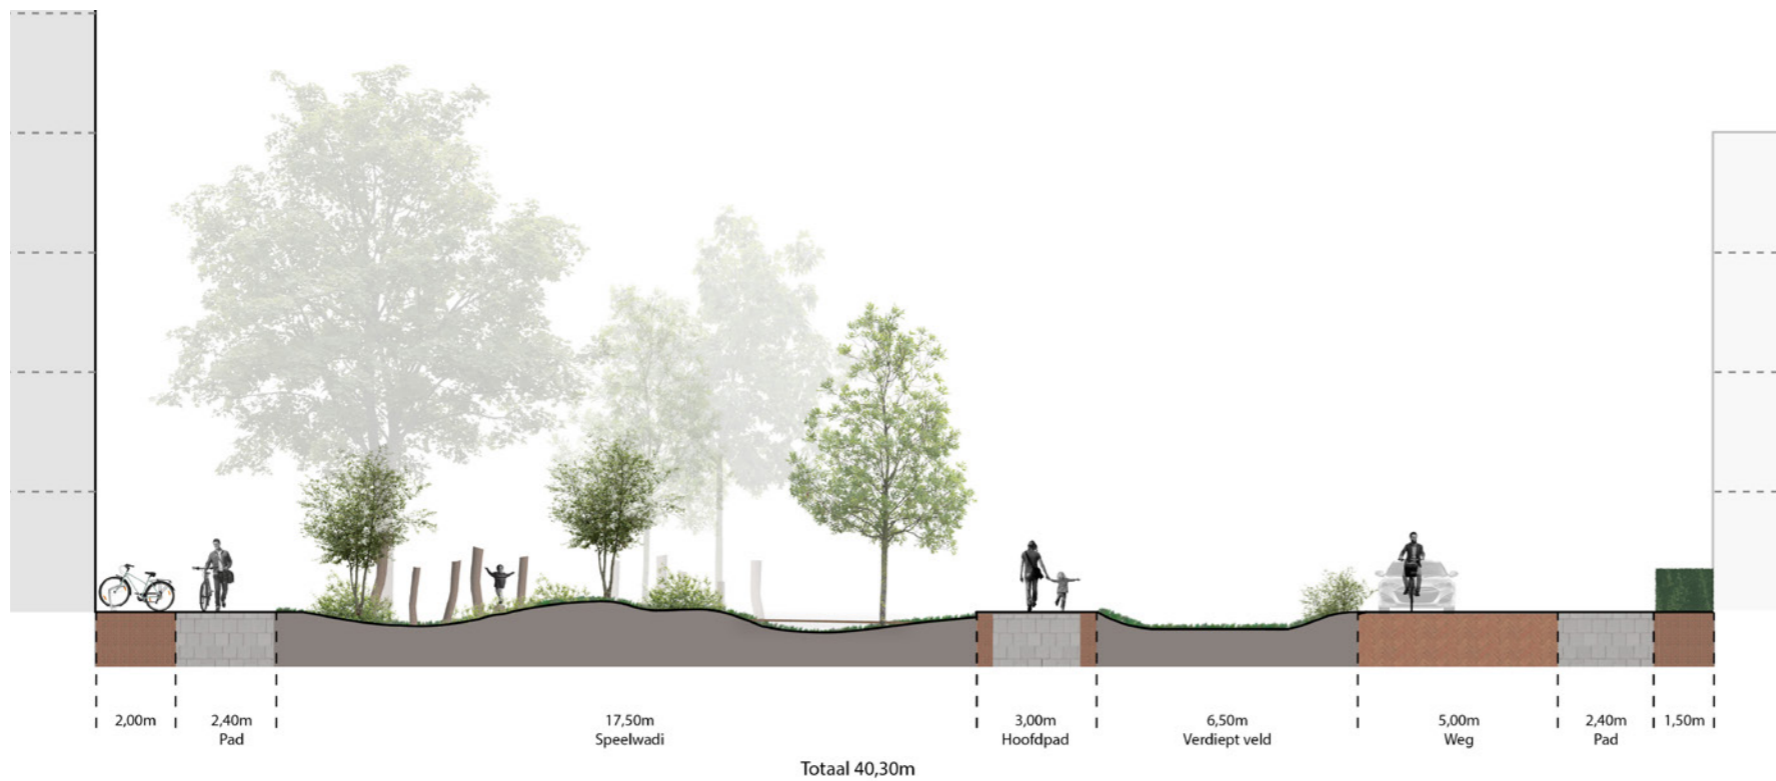 2,00m
2,40m
Pad
17,50m
Speelwadi
3,00m
Hoofdpad
6,50m
Verdiept veld
5,00m
Weg
2,40m
Pad
1,50m
Totaal 40,30m